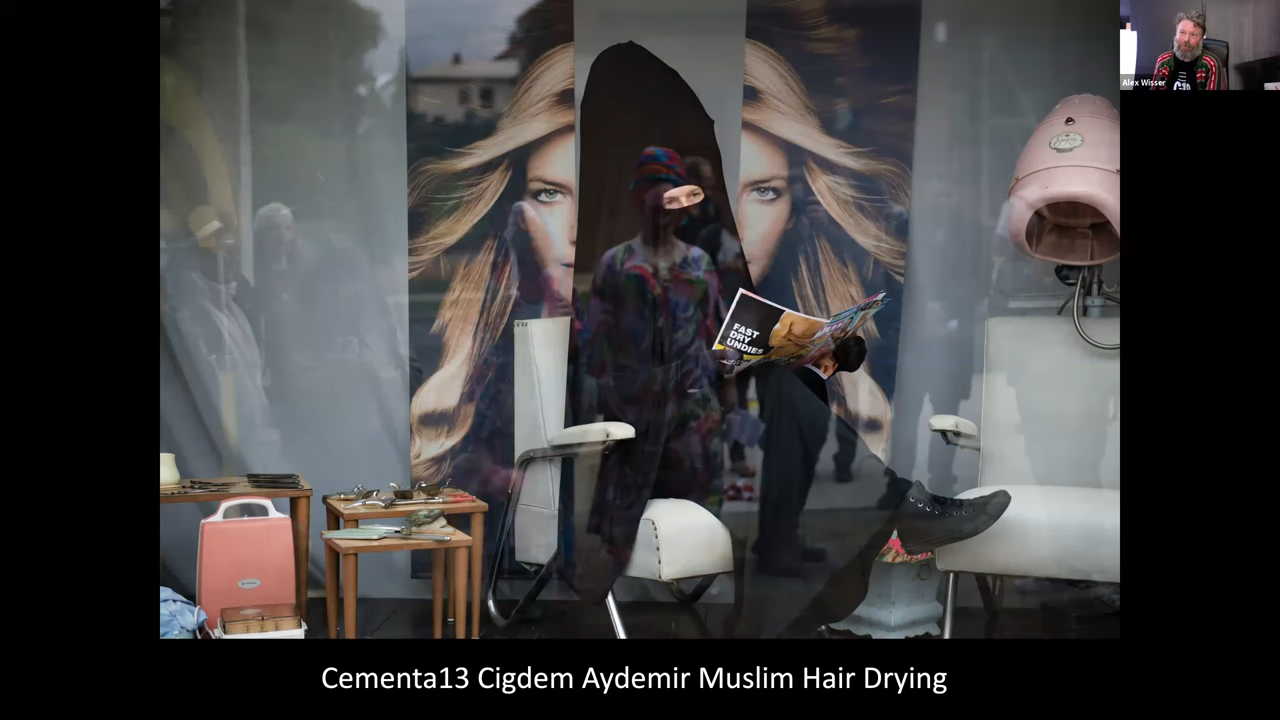 Alex Wisser
FAST
DRY
UNDIES
Cementa13 Cigdem Aydemir Muslim Hair Drying